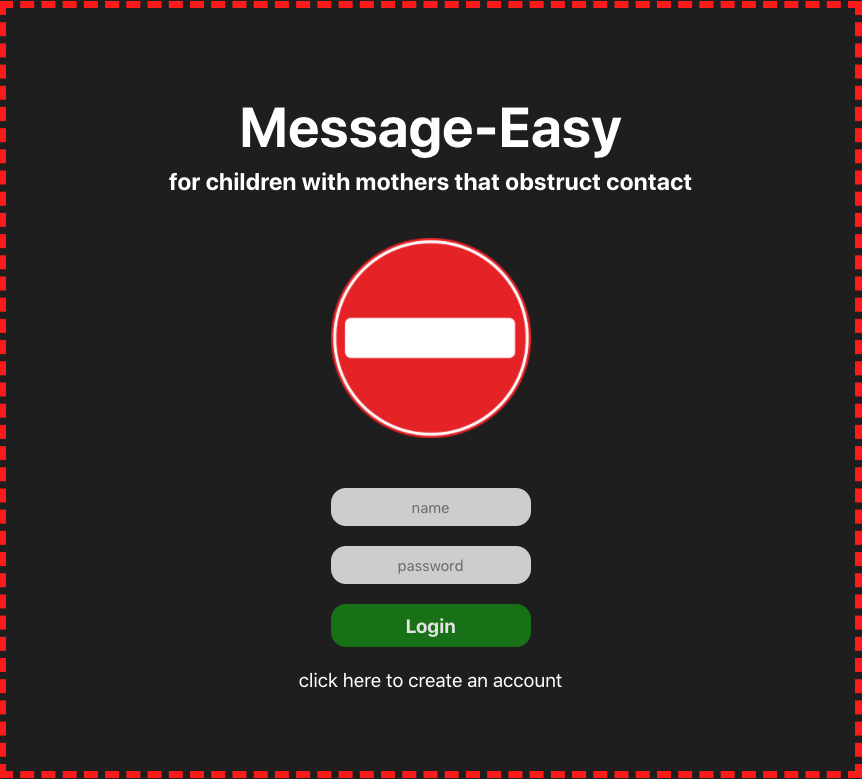 Message-Easy
for children with mothers that obstruct contact
name
password
Login
click here to create an account